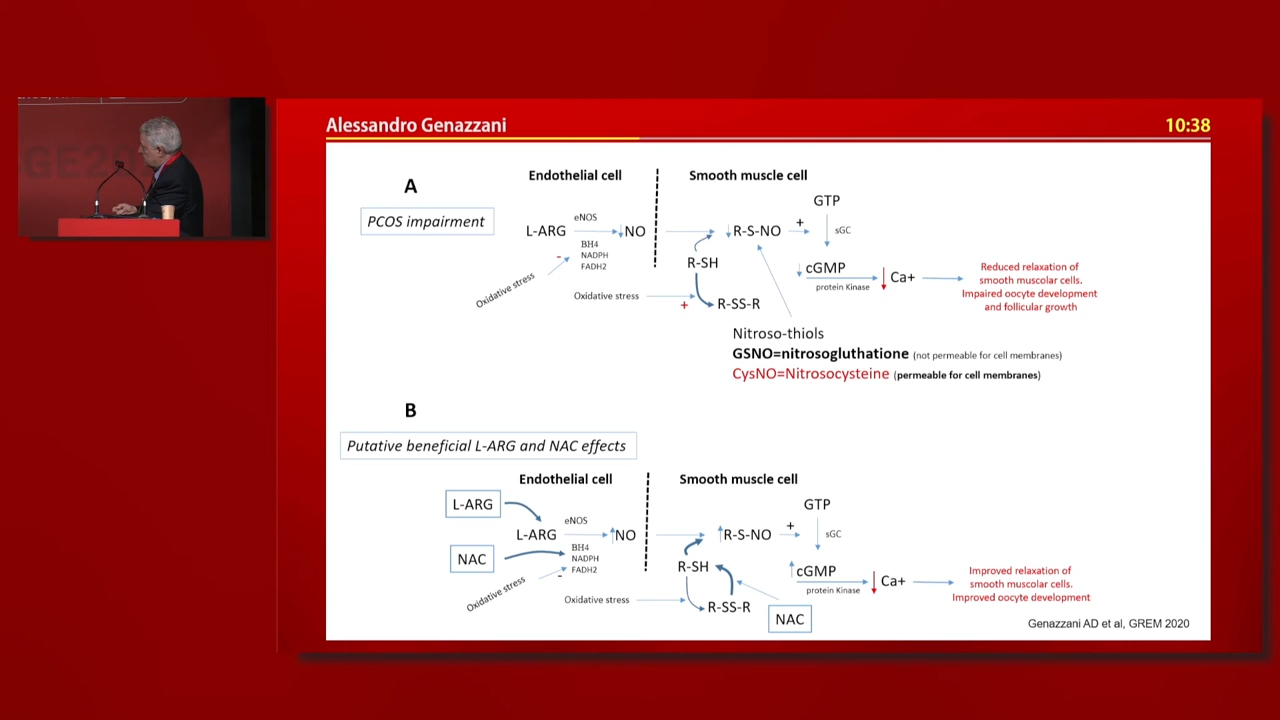 Alessandro Genazzani
10:38
A
PCOS impairment
Endothelial cell
Smooth muscle cell
L-ARG
eNOS
↓NO
BH4
NADPH
FADH2
-
Oxidative stress
↓R-S-NO
+
GTP
sGC
R-SH
Oxidative stress
+
R-SS-R
↓cGMP
protein Kinase
↓Ca+
Reduced relaxation of
smooth muscolar cells.
Impaired oocyte development
and follicular growth
Nitroso-thiols
GSNO=nitrosogluthatione (not permeable for cell membranes)
CysNO=Nitrosocysteine (permeable for cell membranes)
B
Putative beneficial L-ARG and NAC effects
Endothelial cell
Smooth muscle cell
L-ARG
L-ARG
eNOS
↑NO
NAC
BH4
NADPH
FADH2
-
Oxidative stress
↑R-S-NO
+
GTP
sGC
R-SH
Oxidative stress
R-SS-R
NAC
↑cGMP
protein Kinase
↓Ca+
Improved relaxation of
smooth muscolar cells.
Improved oocyte development
Genazzani AD et al, GREM 2020